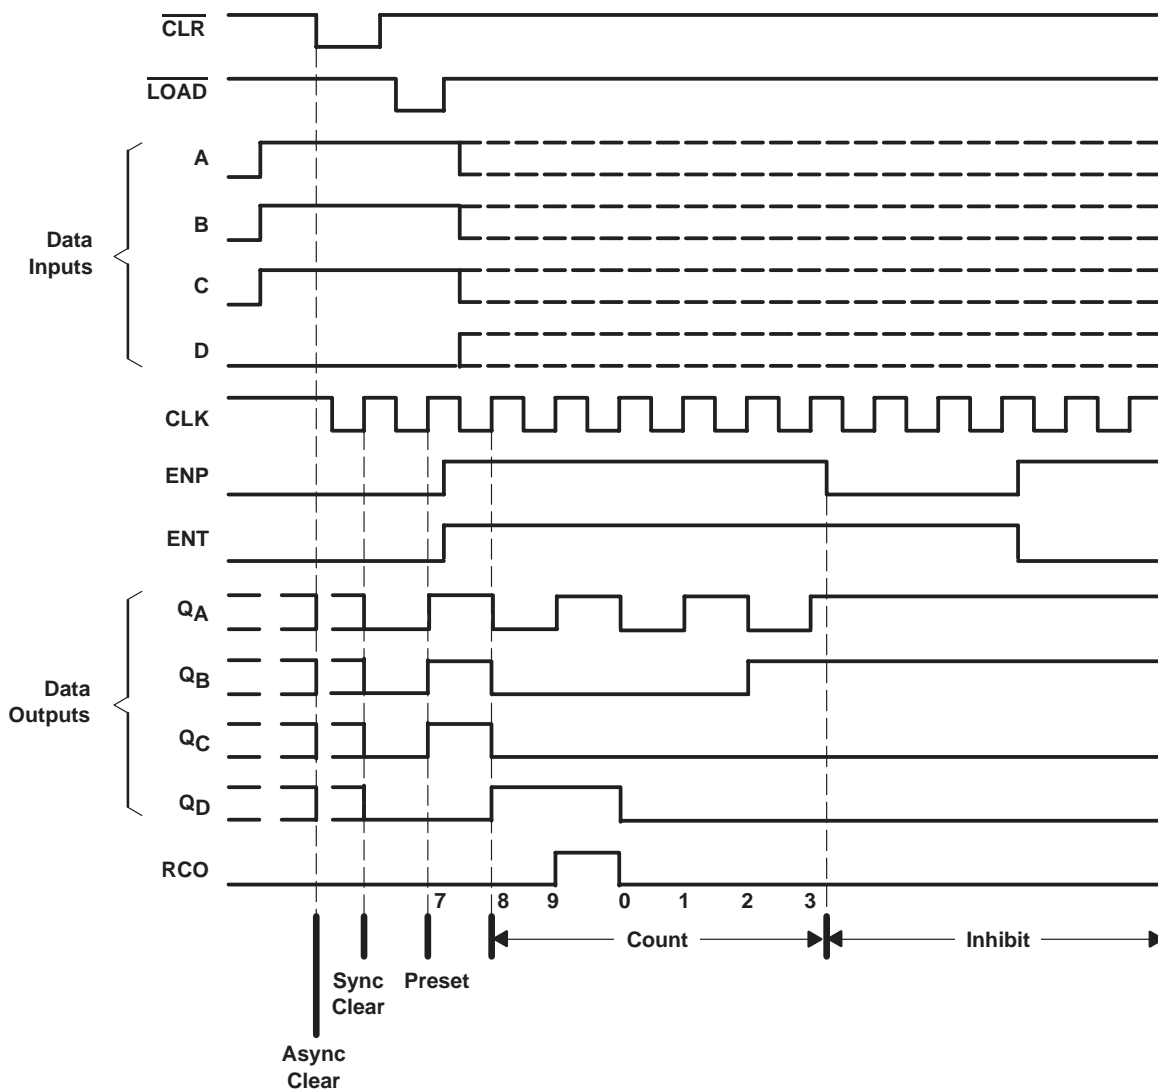 CLR
LOAD
A
B
Data
Inputs
C
D
CLK
ENP
ENT
QA
QB
Data
Outputs
QC
QD
RCO
7 8 9 0 1 2 3
Count Inhibit
Sync
Clear
Preset
Async
Clear